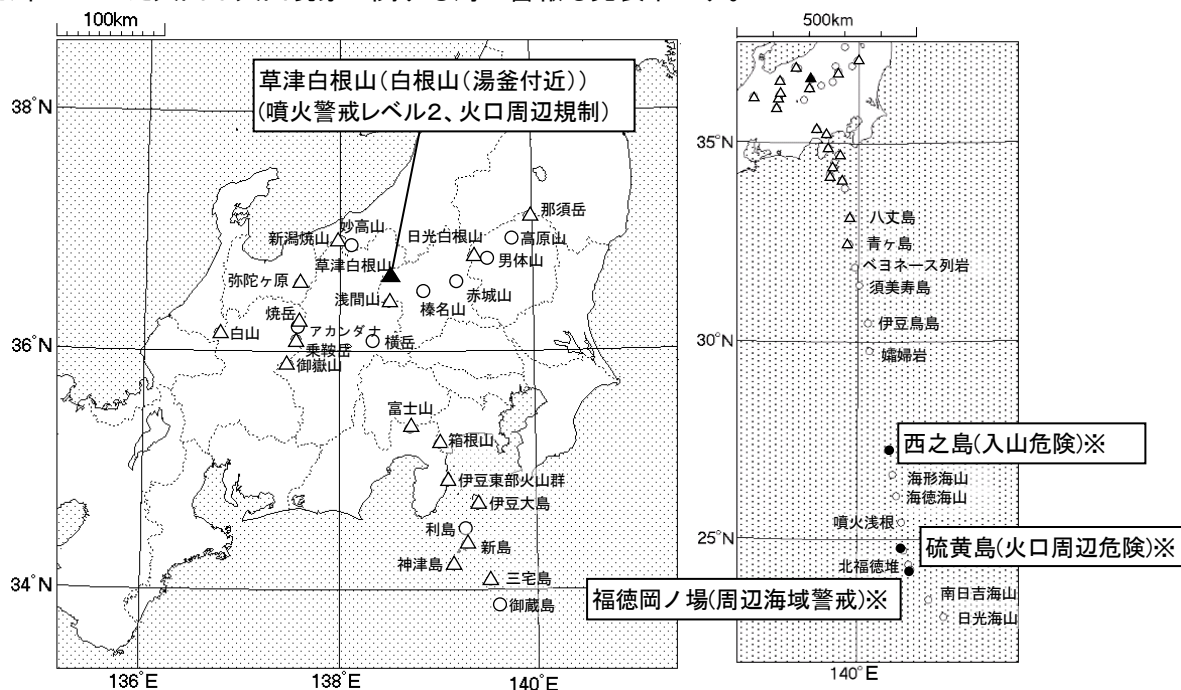 100km
500km
草津白根山(白根山(湯釜付近))
(噴火警戒レベル2、火口周辺規制)
38°N
36°N
34°N
136°E
138°E
140°E
那須岳
妙高山
新潟焼山
日光白根山
高原山
男体山
草津白根山
弥陀ヶ原
浅間山
赤城山
榛名山
焼岳
アカンダナ
白山
乗鞍岳
横岳
御嶽山
富士山
箱根山
伊豆東部火山群
伊豆大島
利島
新島
神津島
三宅島
御蔵島
35°N
30°N
25°N
140°E
八丈島
青ヶ島
ベヨネース列岩
須美寿島
伊豆鳥島
孀婦岩
西之島(入山危険)※
海形海山
海徳海山
噴火浅根
硫黄島(火口周辺危険)※
北福徳堆
福徳岡ノ場(周辺海域警戒)※
南日吉海山
日光海山